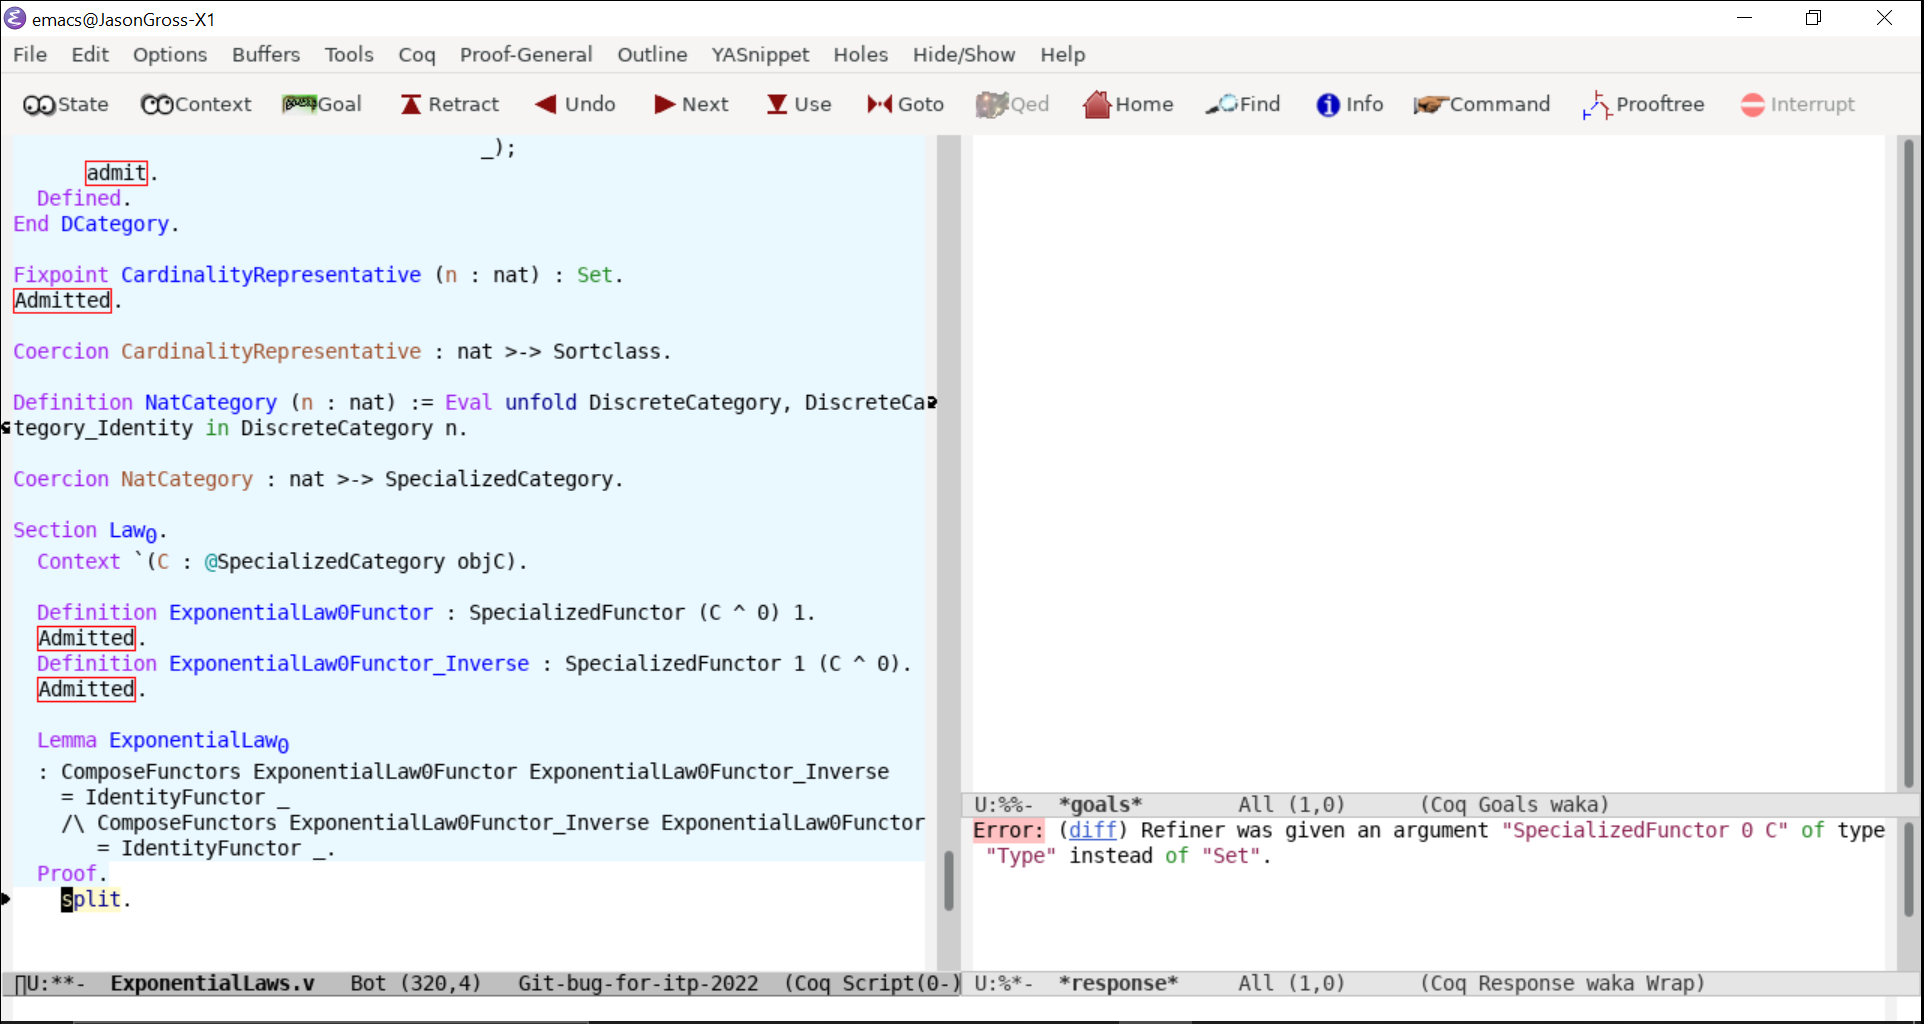 emacs@JasonGross-X1
File Edit Options Buffers Tools Coq Proof-General Outline YASnippet Holes Hide/Show Help
State Context Goal Retract Undo Next Use Goto Qed Home Find Info Command Prooftree Interrupt
_);
admit.
Defined.
End DCategory.
Fixpoint CardinalityRepresentative (n : nat) : Set.
Admitted.
Coercion CardinalityRepresentative : nat >-> Sortclass.
Definition NatCategory (n : nat) := Eval unfold DiscreteCategory, DiscreteCa
tegory_Identity in DiscreteCategory n.
Coercion NatCategory : nat >-> SpecializedCategory.
Section Law0.
Context `(C : @SpecializedCategory objC).
Definition ExponentialLaw0Functor : SpecializedFunctor (C ^ 0) 1.
Admitted.
Definition ExponentialLaw0Functor_Inverse : SpecializedFunctor 1 (C ^ 0).
Admitted.
Lemma ExponentialLaw0
: ComposeFunctors ExponentialLaw0Functor ExponentialLaw0Functor_Inverse
= IdentityFunctor _
/\ ComposeFunctors ExponentialLaw0Functor_Inverse ExponentialLaw0Functor
= IdentityFunctor _.
Proof.
split.
U:**- ExponentialLaws.v Bot (320,4) Git-bug-for-itp-2022 (Coq Script(0-)
U:%%- *goals* All (1,0) (Coq Goals waka)
Error: (diff) Refiner was given an argument "SpecializedFunctor 0 C" of type
"Type" instead of "Set".
U:%*- *response* All (1,0) (Coq Response waka Wrap)